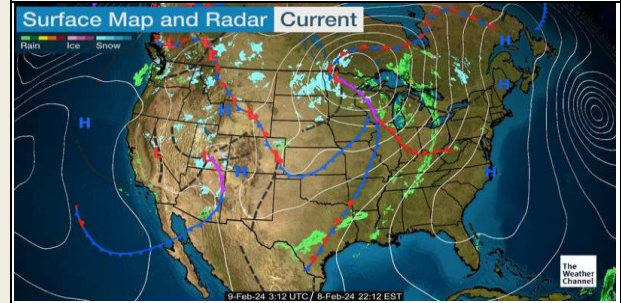 Surface Map and Radar Current
Rain Ice Snow
H
H
H
H
H
H
The
Weather
Channel
9-Feb-24 3:12 UTC / 8-Feb-24 22:12 EST